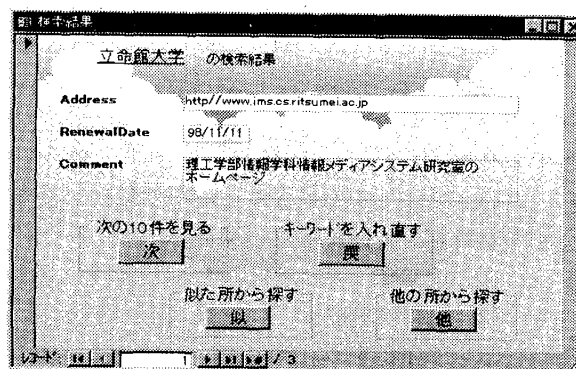 検索結果
立命館大学 の検索結果
Address http//www.ims.cs.ritsumei.ac.jp
RenewalDate 98/11/11
Comment 理工学部情報学科情報メディアシステム研究室の
ホームページ
次の10件を見る キーワードを入れ直す
次
似た所から探す 他の所から探す
似 他
レコード: 1 / 3